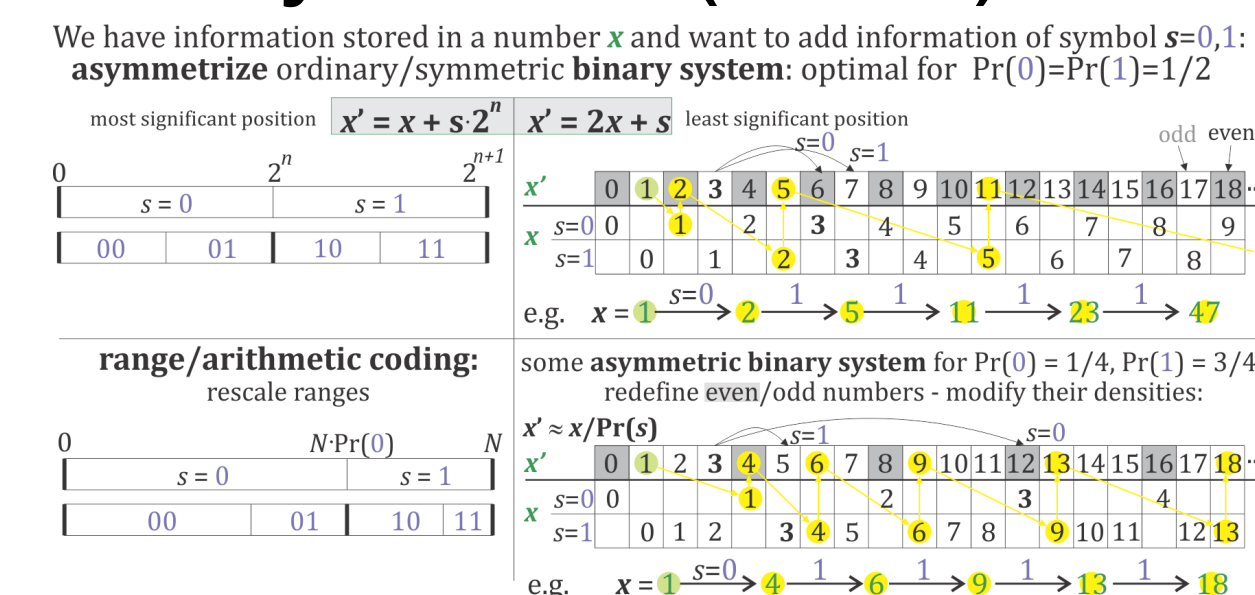 We have information stored in a number x and want to add information of symbol s=0,1:
asymmetrize ordinary/symmetric binary system: optimal for Pr(0)=Pr(1)=1/2
most significant position x' = x + s·2^n
0 2^n 2^{n+1}
s = 0 s = 1
00 01 10 11
x' = 2x + s least significant position
s=0 s=1 odd even
x' 0 1 2 3 4 5 6 7 8 9 10 11 12 13 14 15 16 17 18 ··
x s=0 0 1 2 3 4 5 6 7 8 9
s=1 0 1 2 3 4 5 6 7 8
s=0 1 1 1 1
e.g. x = 1 2 5 11 23 47
range/arithmetic coding:
rescale ranges
0 N·Pr(0) N
s = 0 s = 1
00 01 10 11
some asymmetric binary system for Pr(0) = 1/4, Pr(1) = 3/4
redefine even/odd numbers - modify their densities:
x' ≈ x/Pr(s)
s=1 s=0
x' 0 1 2 3 4 5 6 7 8 9 10 11 12 13 14 15 16 17 18 ··
x s=0 0 1 2 3 4
s=1 0 1 2 3 4 5 6 7 8 9 10 11 12 13
s=0 1 1 1 1
e.g. x = 1 4 6 9 13 18